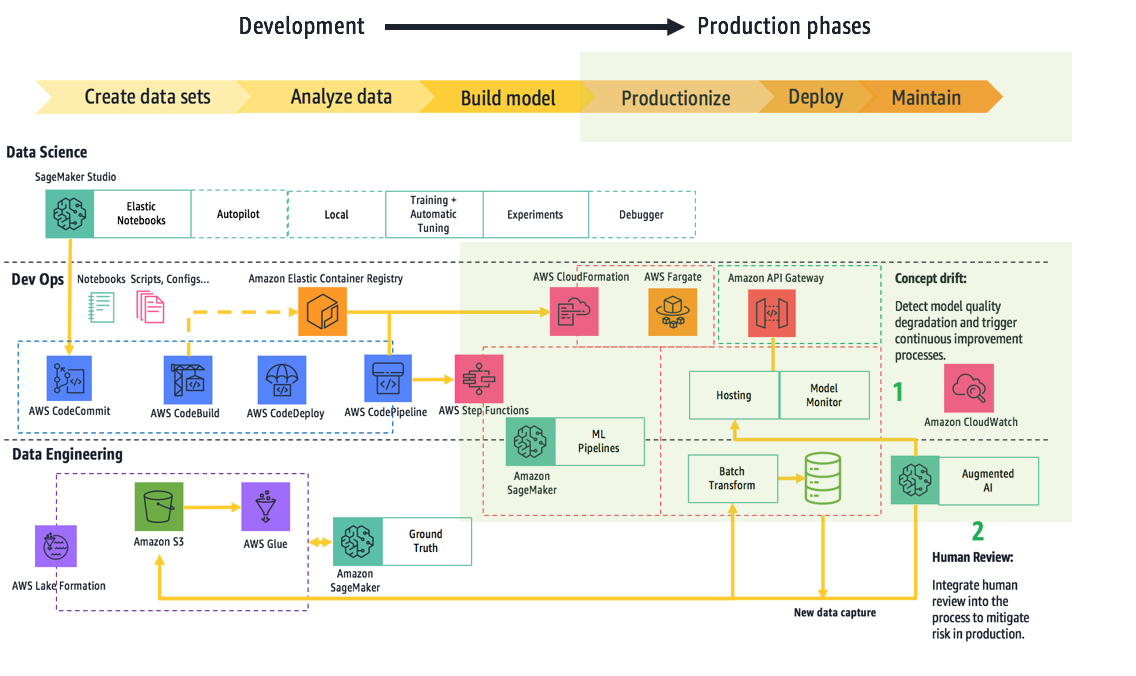 Development
Production phases
Create data sets
Analyze data
Build model
Productionize
Deploy
Maintain
Data Science
SageMaker Studio
Elastic
Notebooks
Autopilot
Local
Training +
Automatic
Tuning
Experiments
Debugger
Dev Ops
Notebooks
Scripts, Configs...
Amazon Elastic Container Registry
AWS CloudFormation
AWS Fargate
Amazon API Gateway
Concept drift:
Detect model quality
degradation and trigger
continuous improvement
processes.
1
Amazon CloudWatch
AWS CodeCommit
AWS CodeBuild
AWS CodeDeploy
AWS CodePipeline
AWS Step Functions
Hosting
Model
Monitor
ML
Pipelines
Amazon
SageMaker
Data Engineering
Batch
Transform
Augmented
AI
Amazon S3
AWS Glue
Ground
Truth
Amazon
SageMaker
AWS Lake Formation
2
Human Review:
Integrate human
review into the
process to mitigate
risk in production.
New data capture